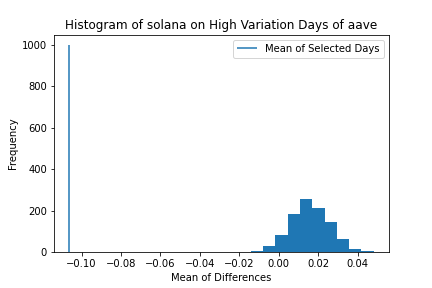 Histogram of solana on High Variation Days of aave
Mean of Selected Days
1000
800
600
400
200
0
Frequency
−0.10 −0.08 −0.06 −0.04 −0.02 0.00 0.02 0.04
Mean of Differences